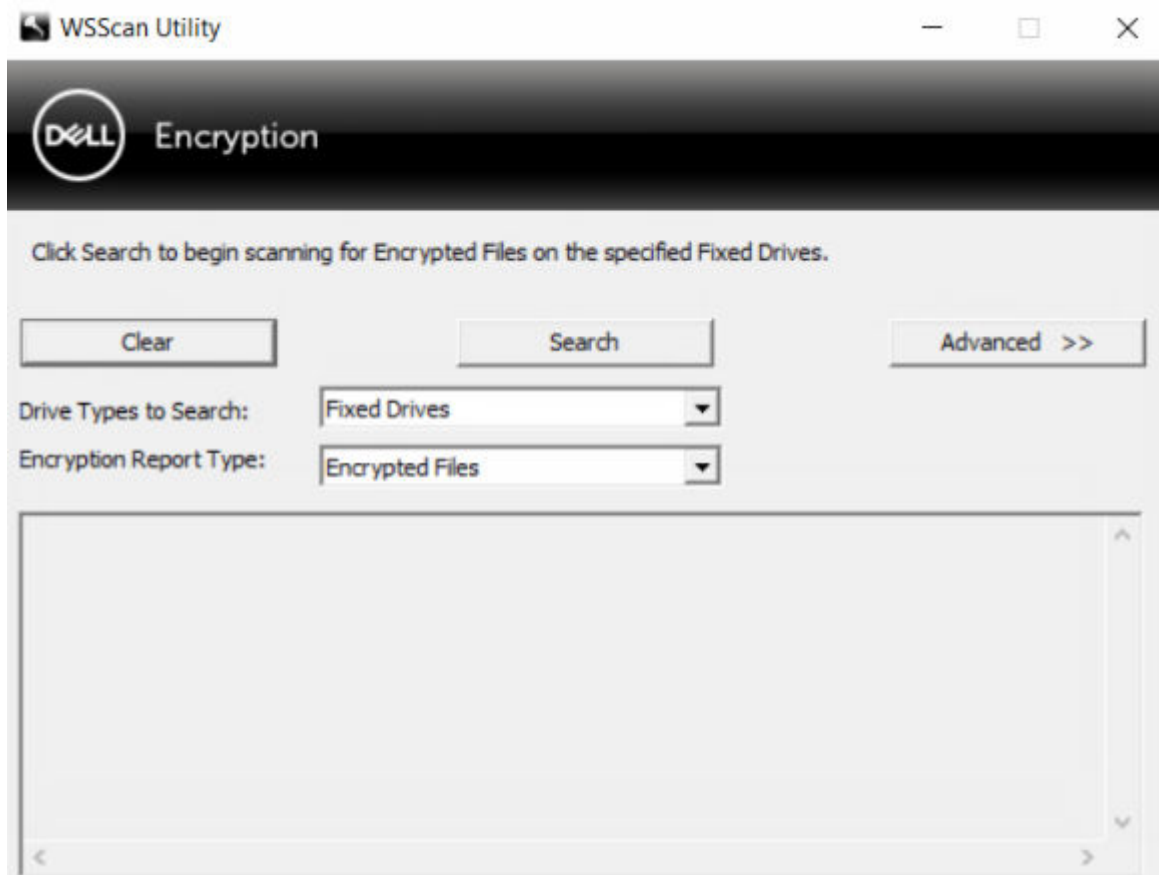 WSScan Utility
DELL Encryption
Click Search to begin scanning for Encrypted Files on the specified Fixed Drives.
Clear Search Advanced >>
Drive Types to Search: Fixed Drives
Encryption Report Type: Encrypted Files